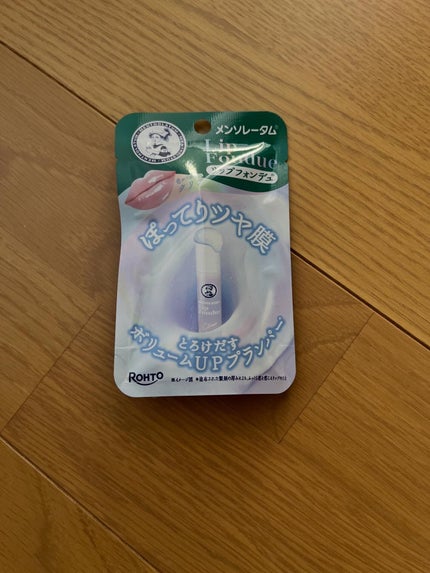 メンソレータム®
Lip
Fondue
リップフォンデュ
ぽってりツヤ膜
Fondue
とろけだす
ボリュームUPプランパー
ROHTO